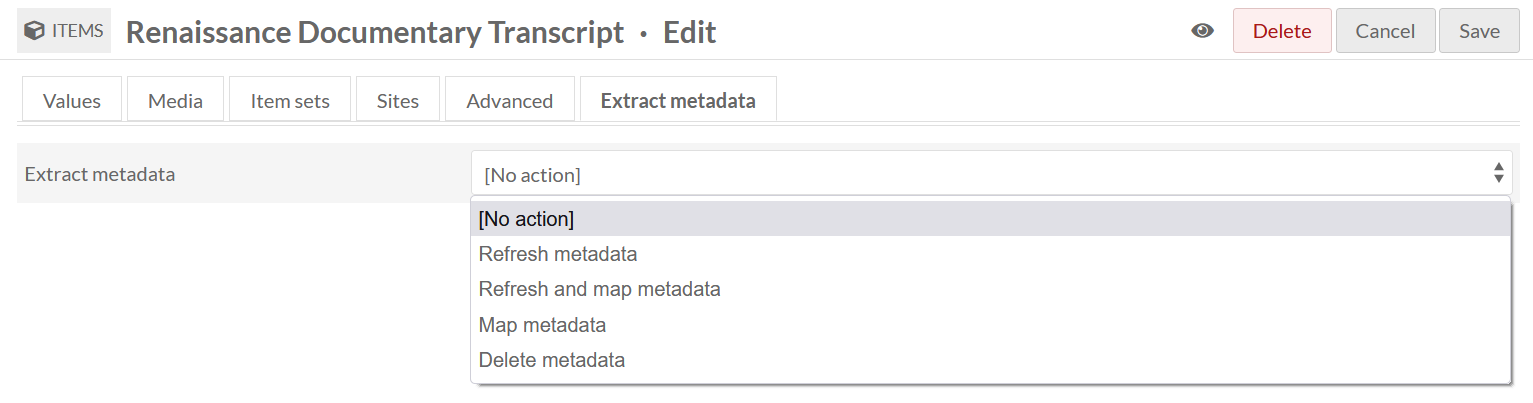 ITEMS Renaissance Documentary Transcript · Edit Delete Cancel Save
Values Media Item sets Sites Advanced Extract metadata
Extract metadata [No action]
[No action]
Refresh metadata
Refresh and map metadata
Map metadata
Delete metadata